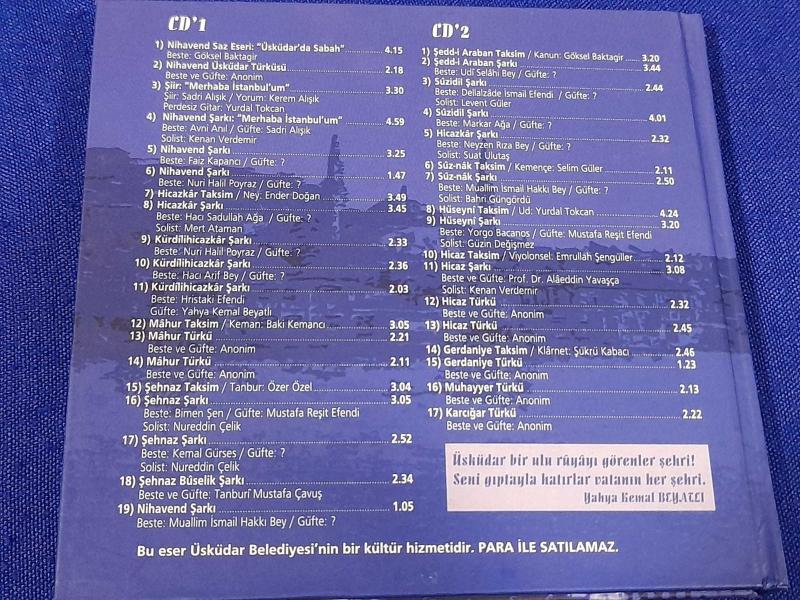 CD'1
1) Nihavend Saz Eseri: "Üsküdar'da Sabah" 4.15
Beste: Göksel Baktagir
2) Nihavend Üsküdar Türküsü 2.18
Beste ve Güfte: Anonim
3) Şiir: "Merhaba İstanbul'um" 3.30
Şiir: Sadri Alışık / Yorum: Kerem Alışık
Perdesiz Gitar: Yurdal Tokcan
4) Nihavend Şarkı: "Merhaba İstanbul'um" 4.59
Beste: Avni Anıl / Güfte: Sadri Alışık
Solist: Kenan Verdemir
5) Nihavend Şarkı 3.25
Beste: Faiz Kapancı / Güfte: ?
6) Nihavend Şarkı 1.47
Beste: Nuri Halil Poyraz / Güfte: ?
7) Hicazkar Taksim / Ney: Ender Doğan 3.49
8) Hicazkâr Şarkı 3.45
Beste: Hacı Sadullah Ağa / Güfte: ?
Solist: Mert Ataman
9) Kürdîlihicazkâr Şarkı 2.33
Beste: Nuri Halil Poyraz / Güfte: ?
10) Kürdîlihicazkâr Şarkı 2.36
Beste: Hacı Arif Bey / Güfte: ?
11) Kürdîlihicazkâr Şarkı 2.03
Beste: Hristaki Efendi
Güfte: Yahya Kemal Beyatlı
12) Mâhur Taksim / Keman: Baki Kemancı 3.05
13) Mâhur Türkü 2.21
Beste ve Güfte: Anonim
14) Mâhur Türkü 2.11
Beste ve Güfte: Anonim
15) Şehnaz Taksim / Tanbur: Özer Özel 3.04
16) Şehnaz Şarkı 3.05
Beste: Bimen Şen / Güfte: Mustafa Reşit Efendi
Solist: Nureddin Çelik
17) Şehnaz Şarkı 2.52
Beste: Kemal Gürses / Güfte: ?
Solist: Nureddin Çelik
18) Şehnaz Bûselik Şarkı 2.34
Beste ve Güfte: Tanburî Mustafa Çavuş
19) Nihavend Şarkı 1.05
Beste: Muallim İsmail Hakkı Bey / Güfte: ?
CD'2
1) Şedd-i Araban Taksim / Kanun: Göksel Baktagir 3.20
2) Şedd-i Araban Şarkı 3.44
Beste: Udî Selâhi Bey / Güfte: ?
3) Sûzidil Şarkı 2.44
Beste: Dellalzâde İsmail Efendi / Güfte: ?
Solist: Levent Güler
4) Sûzidil Şarkı 4.01
Beste: Markar Ağa / Güfte: ?
5) Hicazkâr Şarkı 2.32
Beste: Neyzen Rıza Bey / Güfte: ?
Solist: Suat Ulutaş
6) Sûz-nâk Taksim / Kemençe: Selim Güler 2.11
7) Sûz-nâk Şarkı 2.50
Beste: Muallim İsmail Hakkı Bey / Güfte: ?
Solist: Bahri Güngördü
8) Hüseynî Taksim / Ud: Yurdal Tokcan 4.24
9) Hüseynî Şarkı 3.20
Beste: Yorgo Bacanos / Güfte: Mustafa Reşit Efendi
Solist: Güzin Değişmez
10) Hicaz Taksim / Viyolonsel: Emrullah Şengüller 2.12
11) Hicaz Şarkı 3.08
Beste ve Güfte: Prof. Dr. Alâeddin Yavaşça
Solist: Kenan Verdemir
12) Hicaz Türkü 2.32
Beste ve Güfte: Anonim
13) Hicaz Türkü 2.45
Beste ve Güfte: Anonim
14) Gerdaniye Taksim / Klârnet: Şükrü Kabacı 2.46
15) Gerdaniye Türkü 1.23
Beste ve Güfte: Anonim
16) Muhayyer Türkü 2.13
Beste ve Güfte: Anonim
17) Karcığar Türkü 2.22
Beste ve Güfte: Anonim
Üsküdar bir ulu rûyâyı görenler şehri!
Seni gıptayla hatırlar vatanın her şehri.
Yahya Kemal BEYATLI
Bu eser Üsküdar Belediyesi'nin bir kültür hizmetidir. PARA İLE SATILAMAZ.